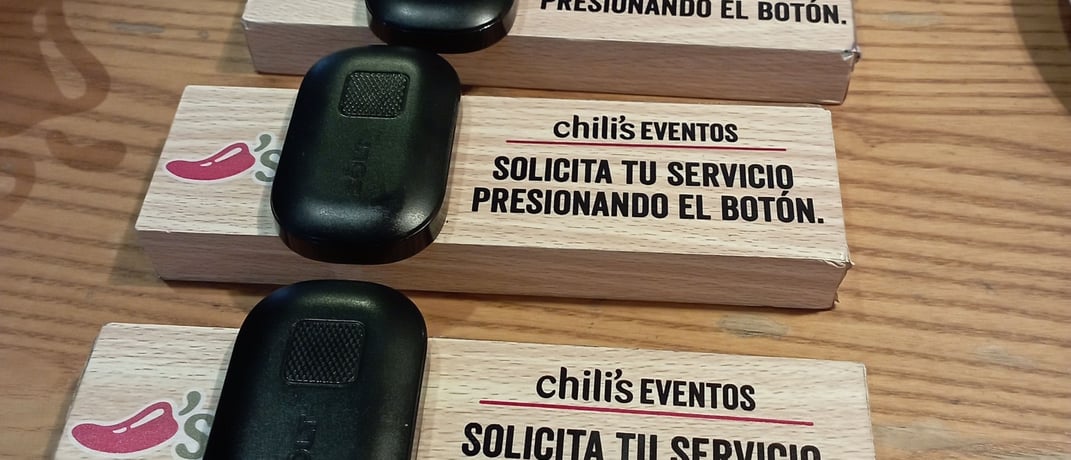 PRESIONANDO EL BOTÓN.
chili's EVENTOS
SOLICITA TU SERVICIO
PRESIONANDO EL BOTÓN.
chili's EVENTOS
SOLICITA TU SERVICIO